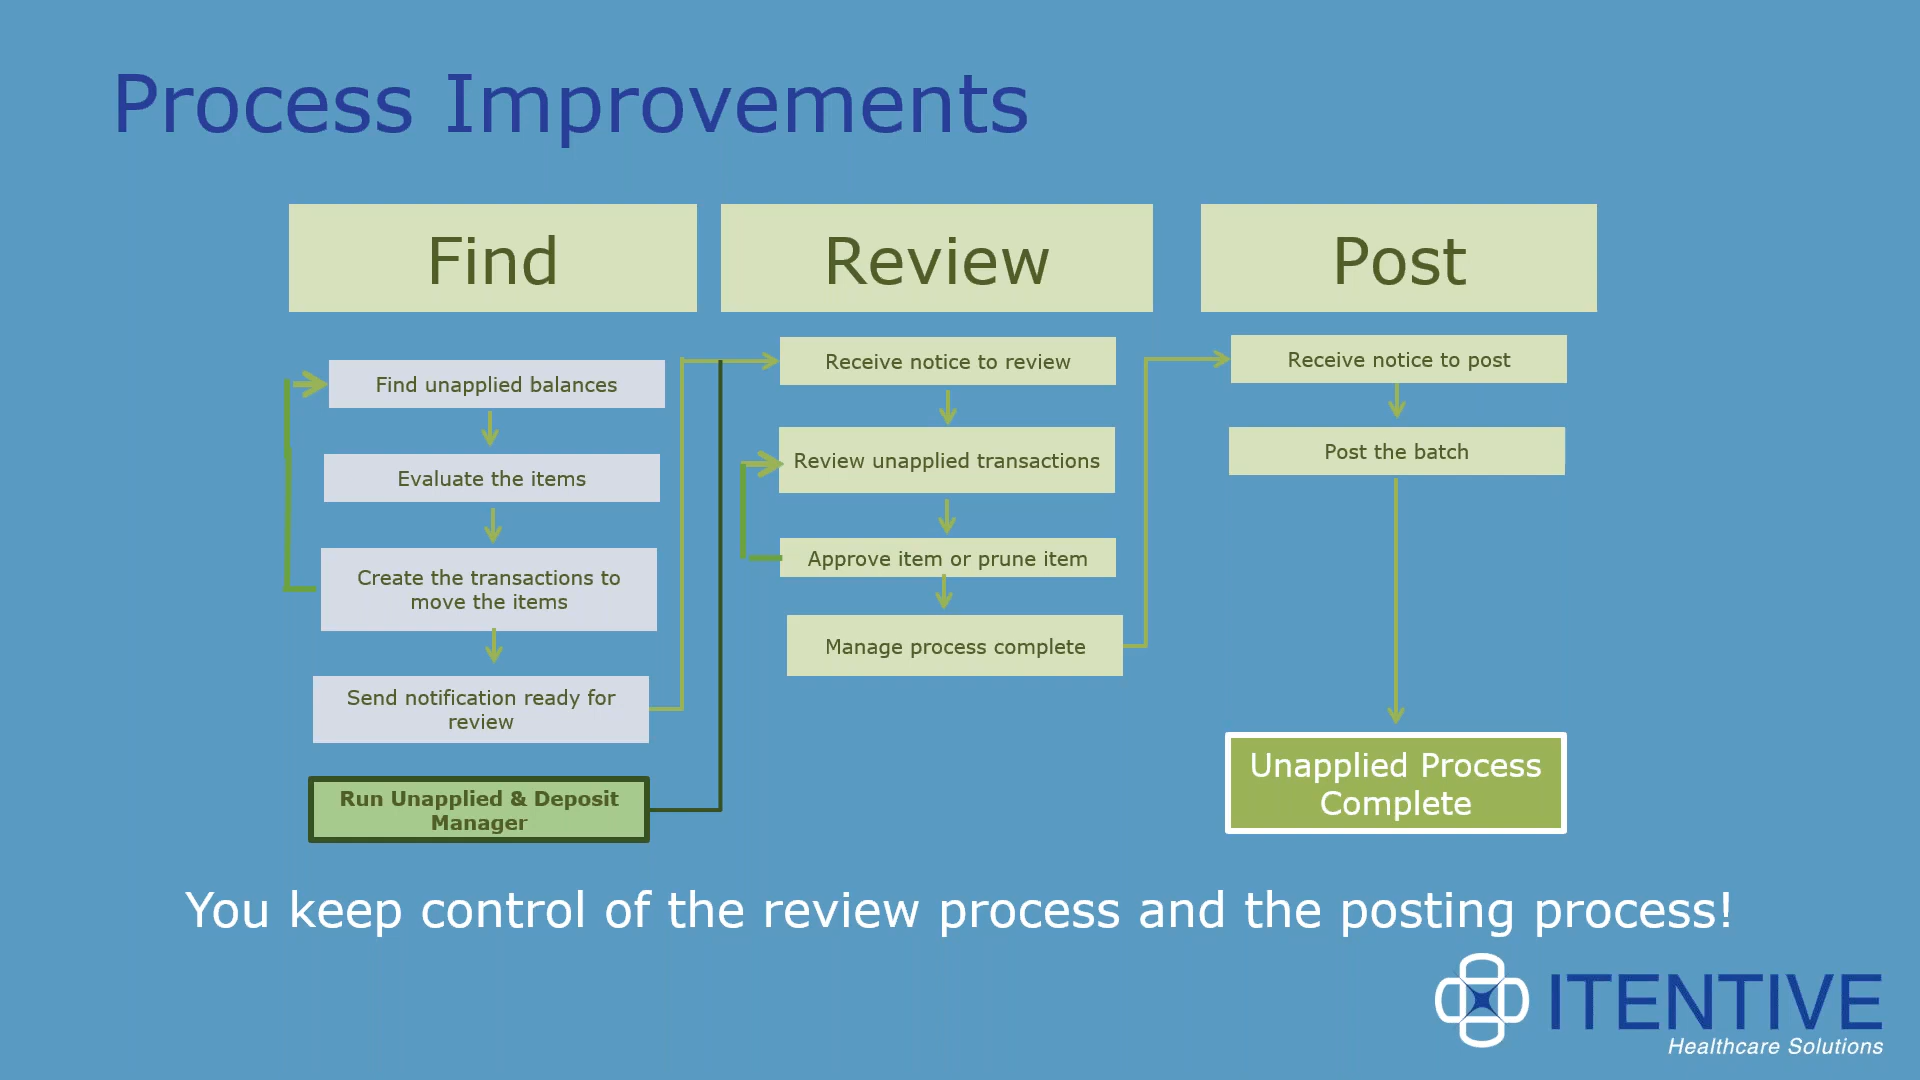 Process Improvements
Find
Review
Post
Find unapplied balances
Evaluate the items
Create the transactions to
move the items
Send notification ready for
review
Run Unapplied & Deposit
Manager
Receive notice to review
Review unapplied transactions
Approve item or prune item
Manage process complete
Receive notice to post
Post the batch
Unapplied Process
Complete
You keep control of the review process and the posting process!
ITENTIVE
Healthcare Solutions